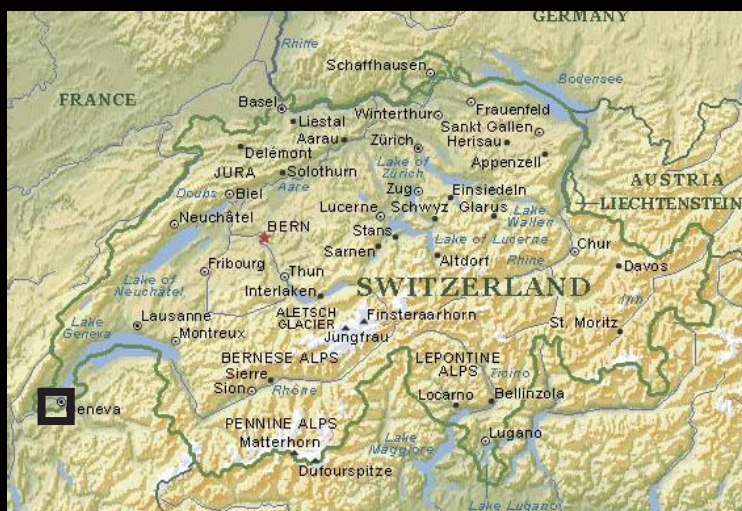 GERMANY
Rhine
Schaffhausen
Bodensee
FRANCE
Basel
Winterthur
Frauenfeld
Liestal
Sankt Gallen
Aarau
Zürich
Herisau
Delémont
Appenzell
JURA
Solothurn
Lake of
Zürich
AUSTRIA
Doubs
Biel
Aare
Zug
Einsiedeln
LIECHTENSTEIN
Lucerne
Schwyz
Glarus
Lake
Wallen
Neuchâtel
BERN
Stans
Lake of Lucerne
Sarnen
Altdorf
Rhine
Chur
Fribourg
Thun
Davos
Lake of
Neuchâtel
Interlaken
SWITZERLAND
Inn
Lausanne
ALETSCH
GLACIER
Finsteraarhorn
Lake
Geneva
Montreux
Jungfrau
St. Moritz
BERNESE ALPS
LEPONTINE
ALPS
Sierre
Ticino
Sion
Rhône
Locarno
Bellinzola
Geneva
PENNINE ALPS
Matterhorn
Lake
Maggiore
Lugano
Dufourspitze
Lake Lugano